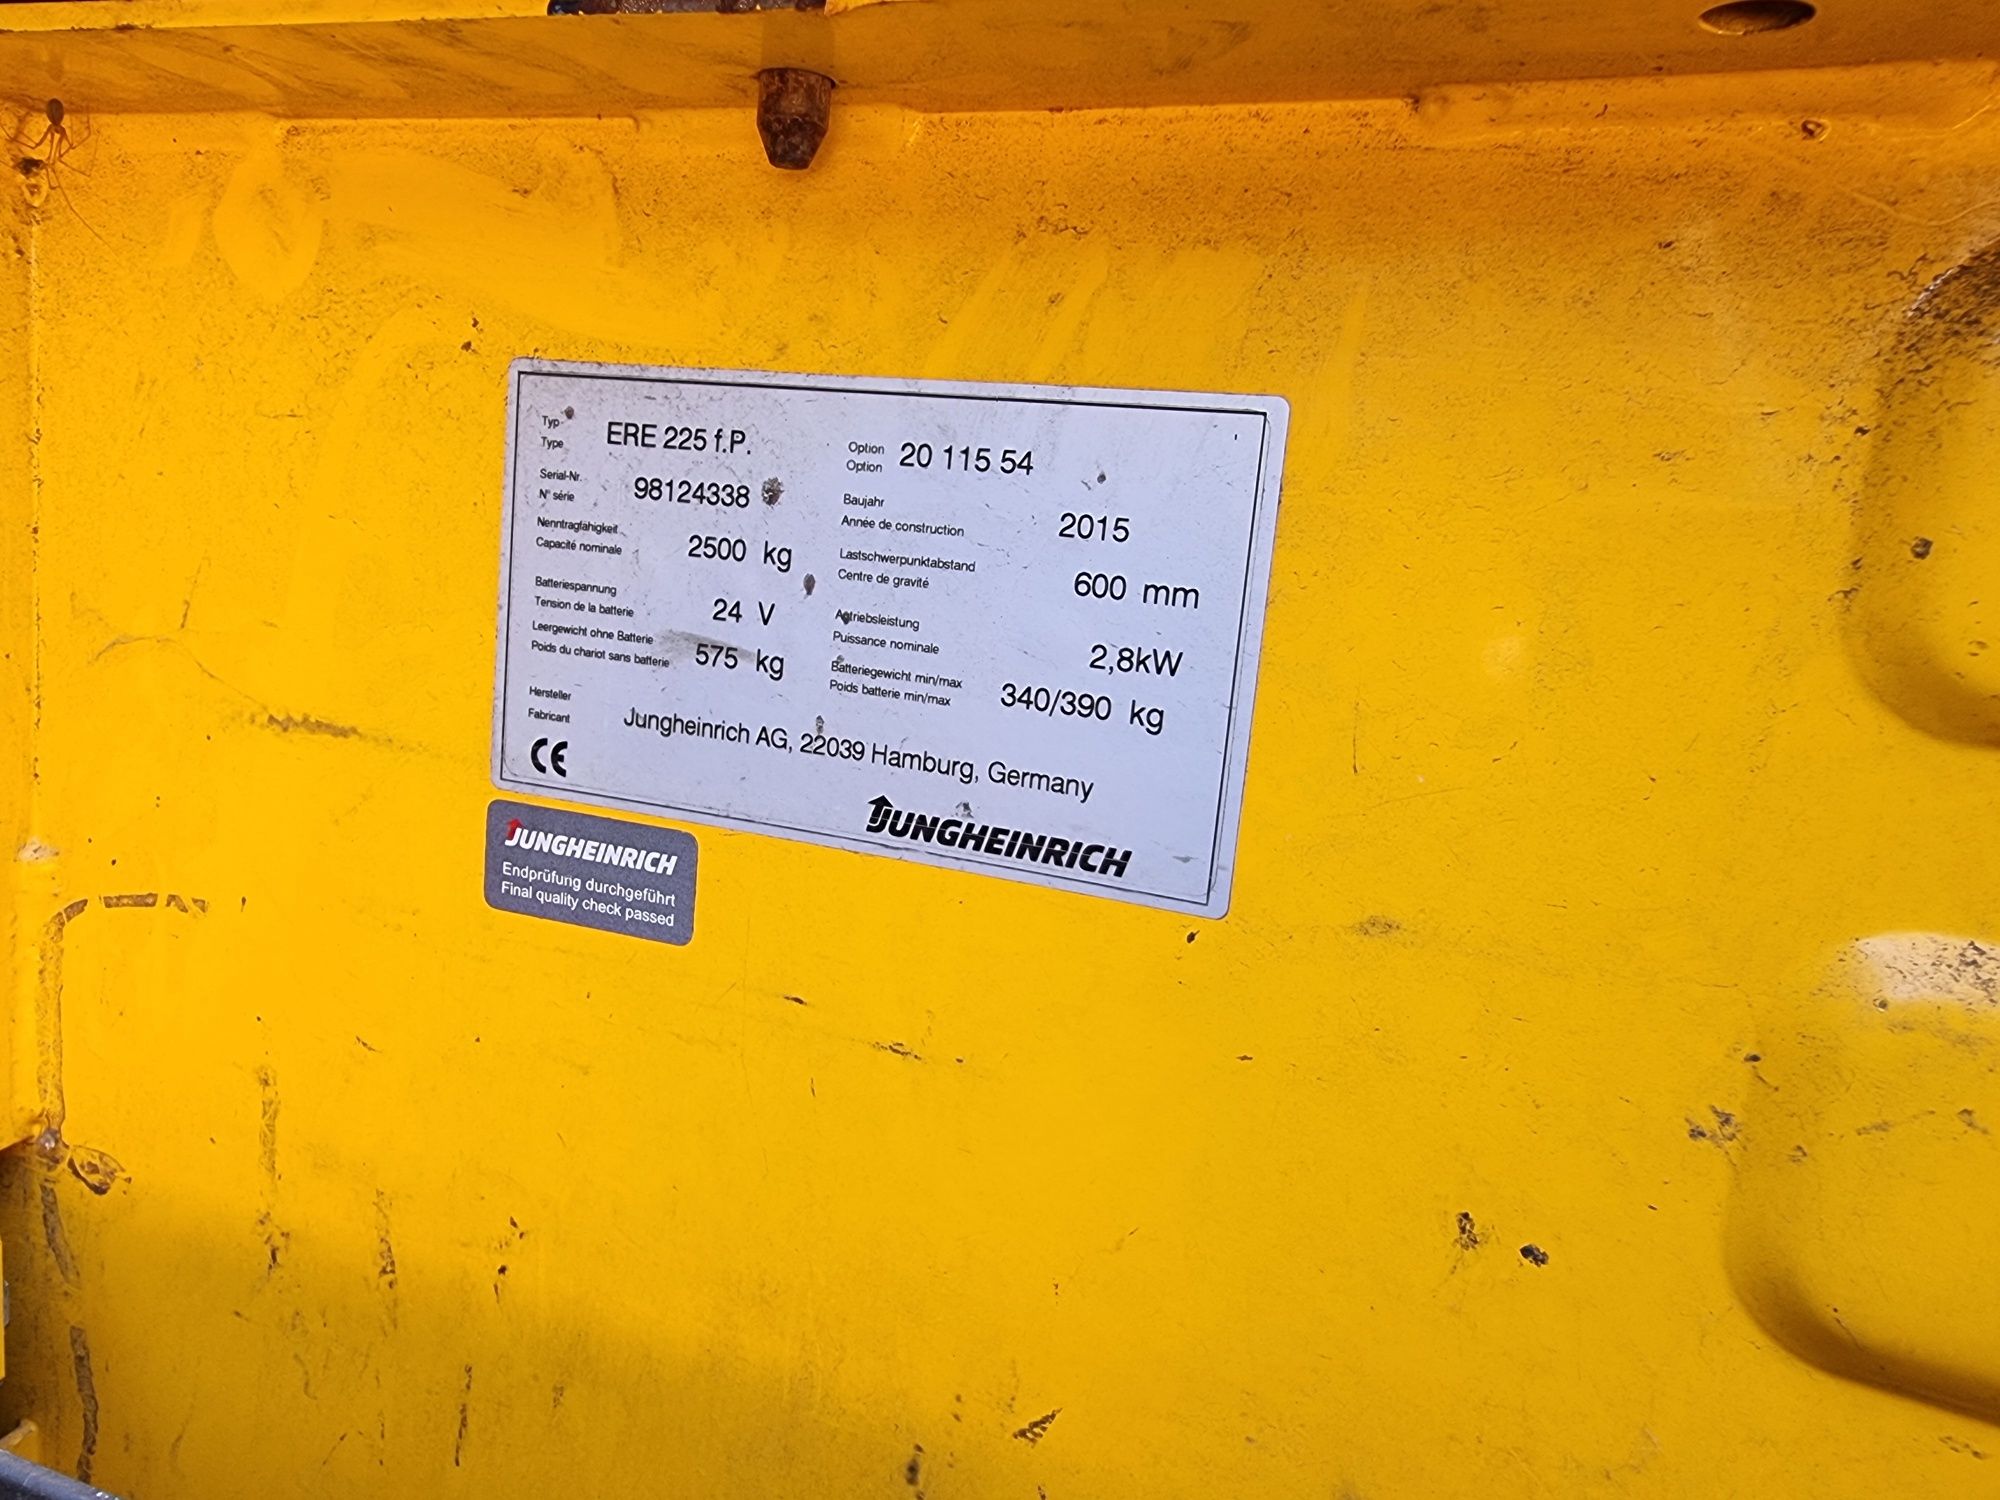 Typ
Type
ERE 225 f.P.
Option
Option
20 115 54
Serial-Nr.
N° série
98124338
Baujahr
Année de construction
2015
Nenntragfähigkeit
Capacité nominale
2500 kg
Lastschwerpunktabstand
Centre de gravité
600 mm
Batteriespannung
Tension de la batterie
24 V
Antriebsleistung
Puissance nominale
2,8kW
Leergewicht ohne Batterie
Poids du chariot sans batterie
575 kg
Batteriegewicht min/max
Poids batterie min/max
340/390 kg
Hersteller
Fabricant
Jungheinrich AG, 22039 Hamburg, Germany
CE
JUNGHEINRICH
JUNGHEINRICH
Endprüfung durchgeführt
Final quality check passed